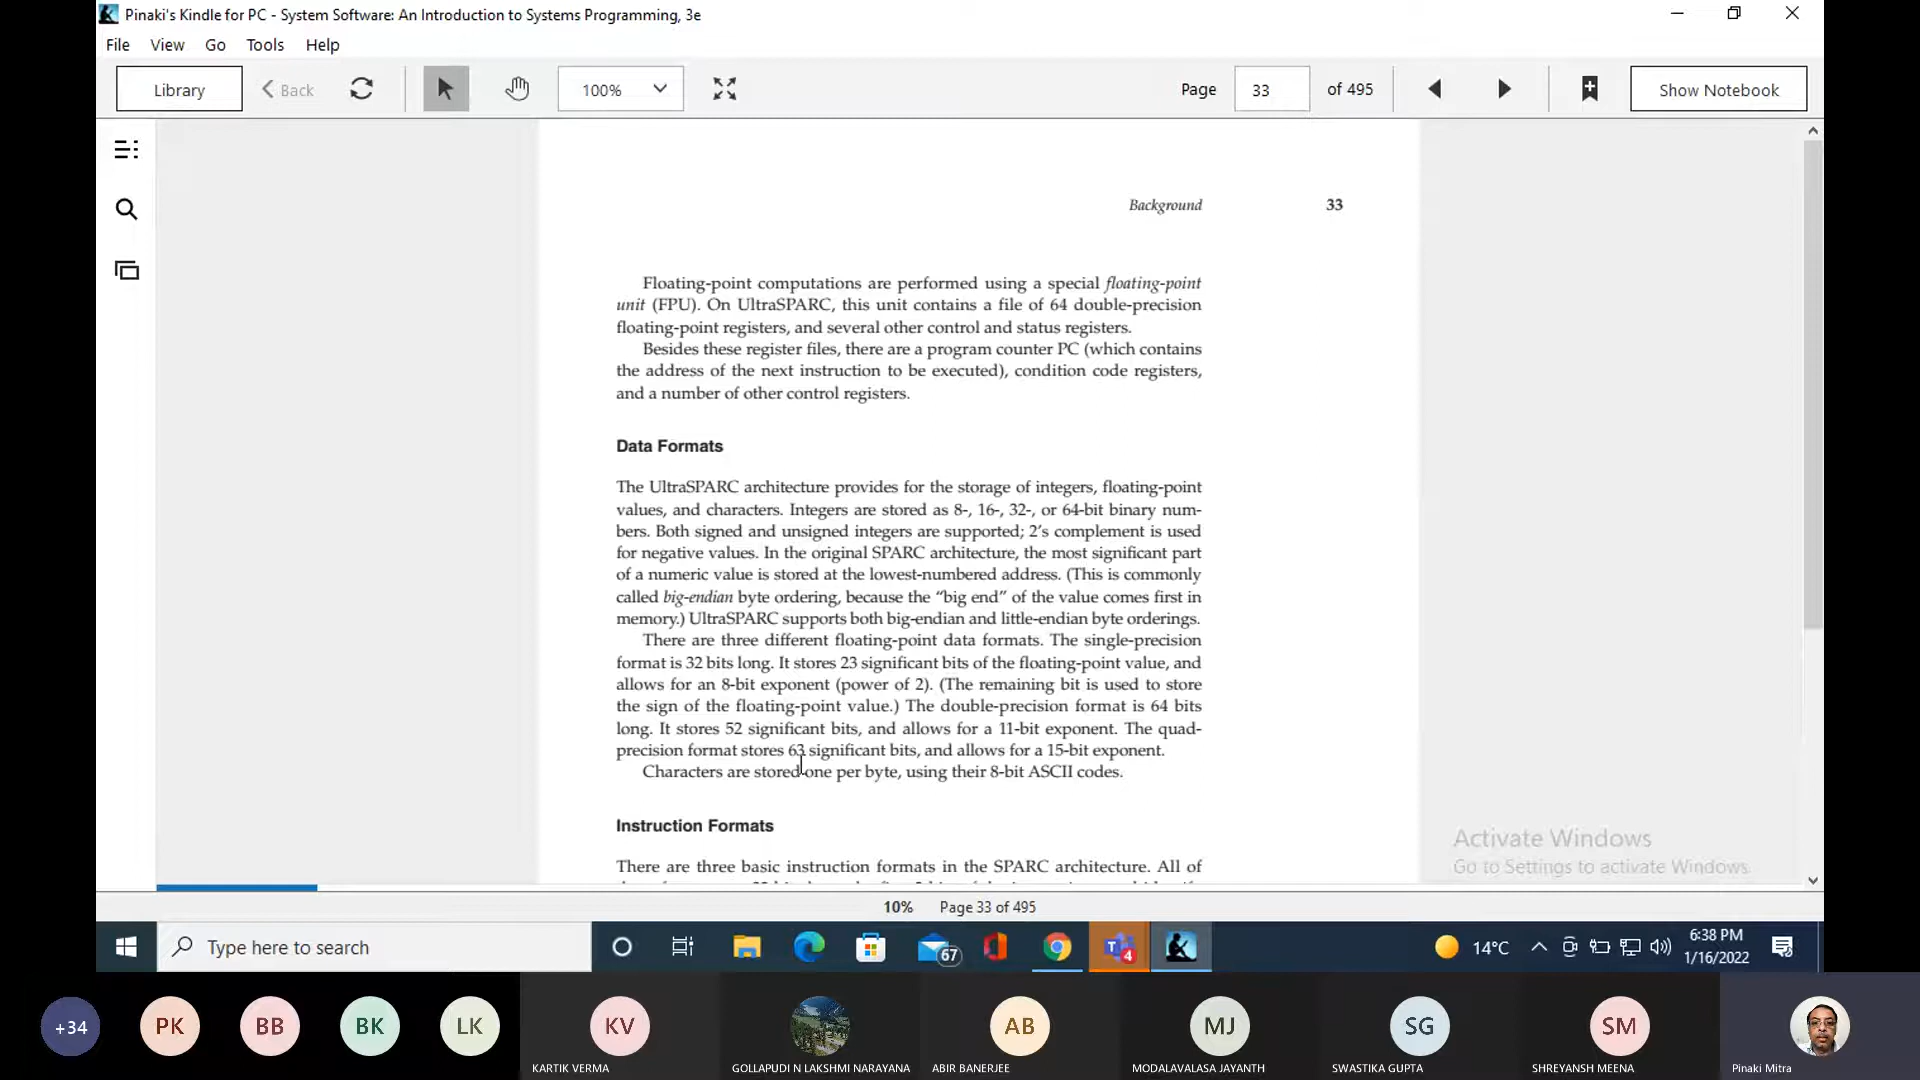 Pinaki's Kindle for PC - System Software: An Introduction to Systems Programming, 3e
File View Go Tools Help
Library Back 100% Page 33 of 495 Show Notebook
Background 33
Floating-point computations are performed using a special floating-point
unit (FPU). On UltraSPARC, this unit contains a file of 64 double-precision
floating-point registers, and several other control and status registers.
Besides these register files, there are a program counter PC (which contains
the address of the next instruction to be executed), condition code registers,
and a number of other control registers.
Data Formats
The UltraSPARC architecture provides for the storage of integers, floating-point
values, and characters. Integers are stored as 8-, 16-, 32-, or 64-bit binary num-
bers. Both signed and unsigned integers are supported; 2's complement is used
for negative values. In the original SPARC architecture, the most significant part
of a numeric value is stored at the lowest-numbered address. (This is commonly
called big-endian byte ordering, because the “big end” of the value comes first in
memory.) UltraSPARC supports both big-endian and little-endian byte orderings.
There are three different floating-point data formats. The single-precision
format is 32 bits long. It stores 23 significant bits of the floating-point value, and
allows for an 8-bit exponent (power of 2). (The remaining bit is used to store
the sign of the floating-point value.) The double-precision format is 64 bits
long. It stores 52 significant bits, and allows for a 11-bit exponent. The quad-
precision format stores 63 significant bits, and allows for a 15-bit exponent.
Characters are stored one per byte, using their 8-bit ASCII codes.
Instruction Formats
There are three basic instruction formats in the SPARC architecture. All of
Activate Windows
Go to Settings to activate Windows.
10% Page 33 of 495
Type here to search 67 4 14°C 6:38 PM
1/16/2022
+34 PK BB BK LK KV AB MJ SG SM
KARTIK VERMA GOLLAPUDI N LAKSHMI NARAYANA ABIR BANERJEE MODALAVALASA JAYANTH SWASTIKA GUPTA SHREYANSH MEENA Pinaki Mitra